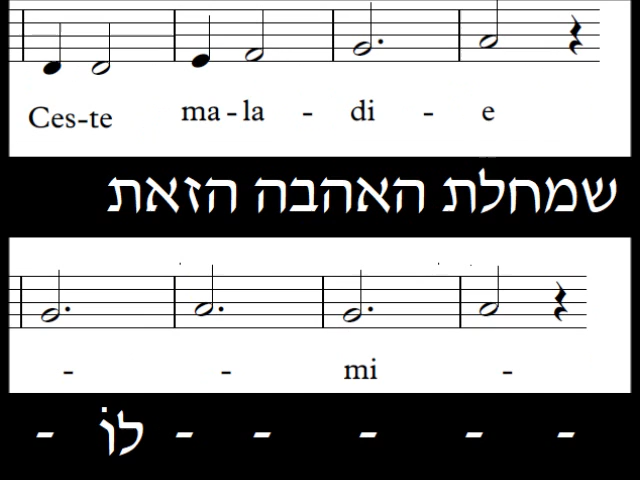 Ces-te ma-la - di - e
שמחלת האהבה הזאת
- - mi -
- לוֹ - - - - -